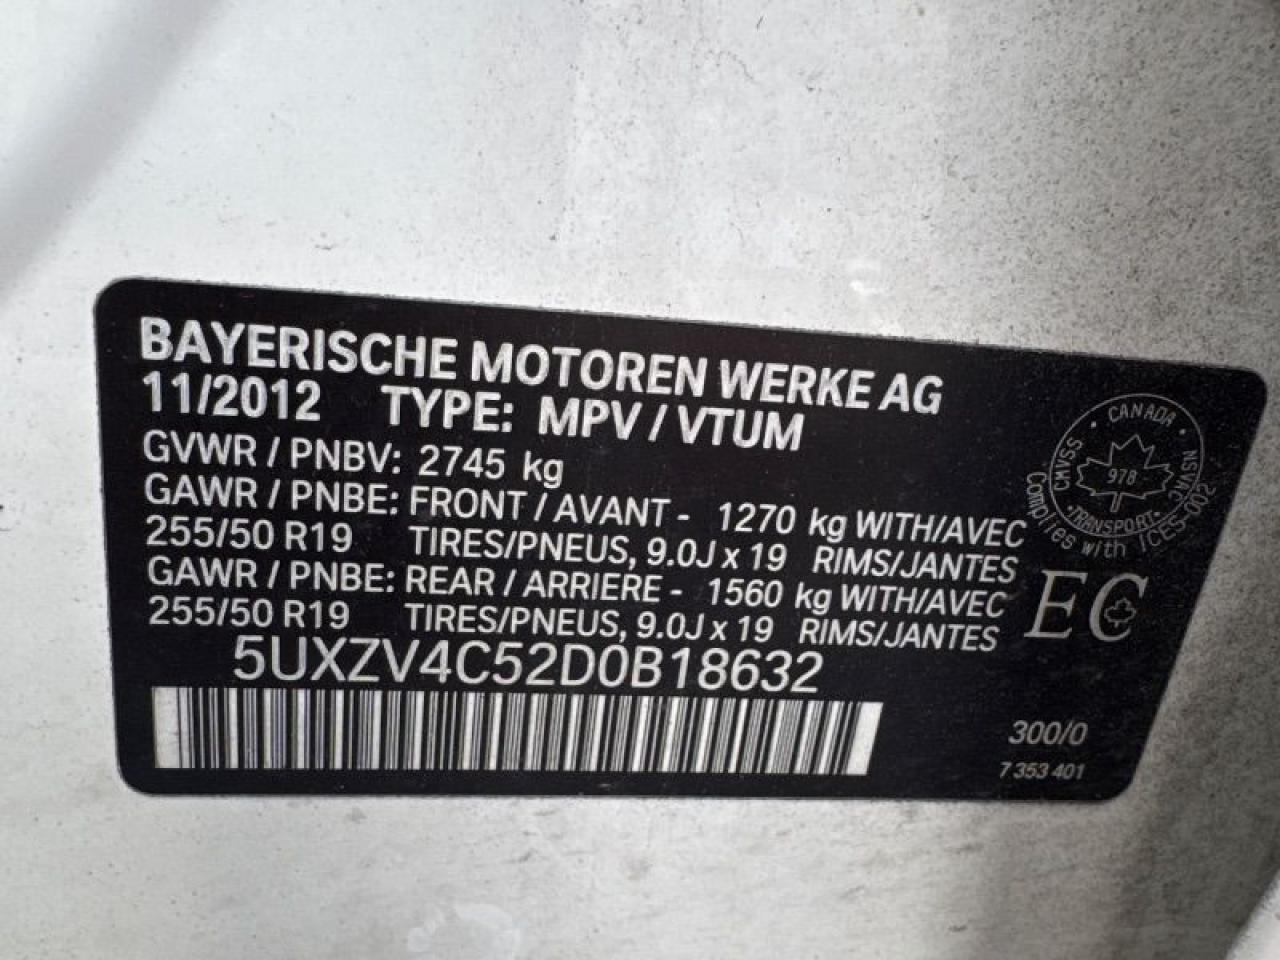 BAYERISCHE MOTOREN WERKE AG
11/2012 TYPE: MPV / VTUM
GVWR / PNBV: 2745 kg
GAWR / PNBE: FRONT / AVANT - 1270 kg WITH/AVEC
255/50 R19 TIRES/PNEUS, 9.0J x 19 RIMS/JANTES
GAWR / PNBE: REAR / ARRIERE - 1560 kg WITH/AVEC
255/50 R19 TIRES/PNEUS, 9.0J x 19 RIMS/JANTES
5UXZV4C52D0B18632
CANADA
CMVSS
NSVAC
978
TRANSPORT
Complies with ICES-002
EC
300/0
7 353 401